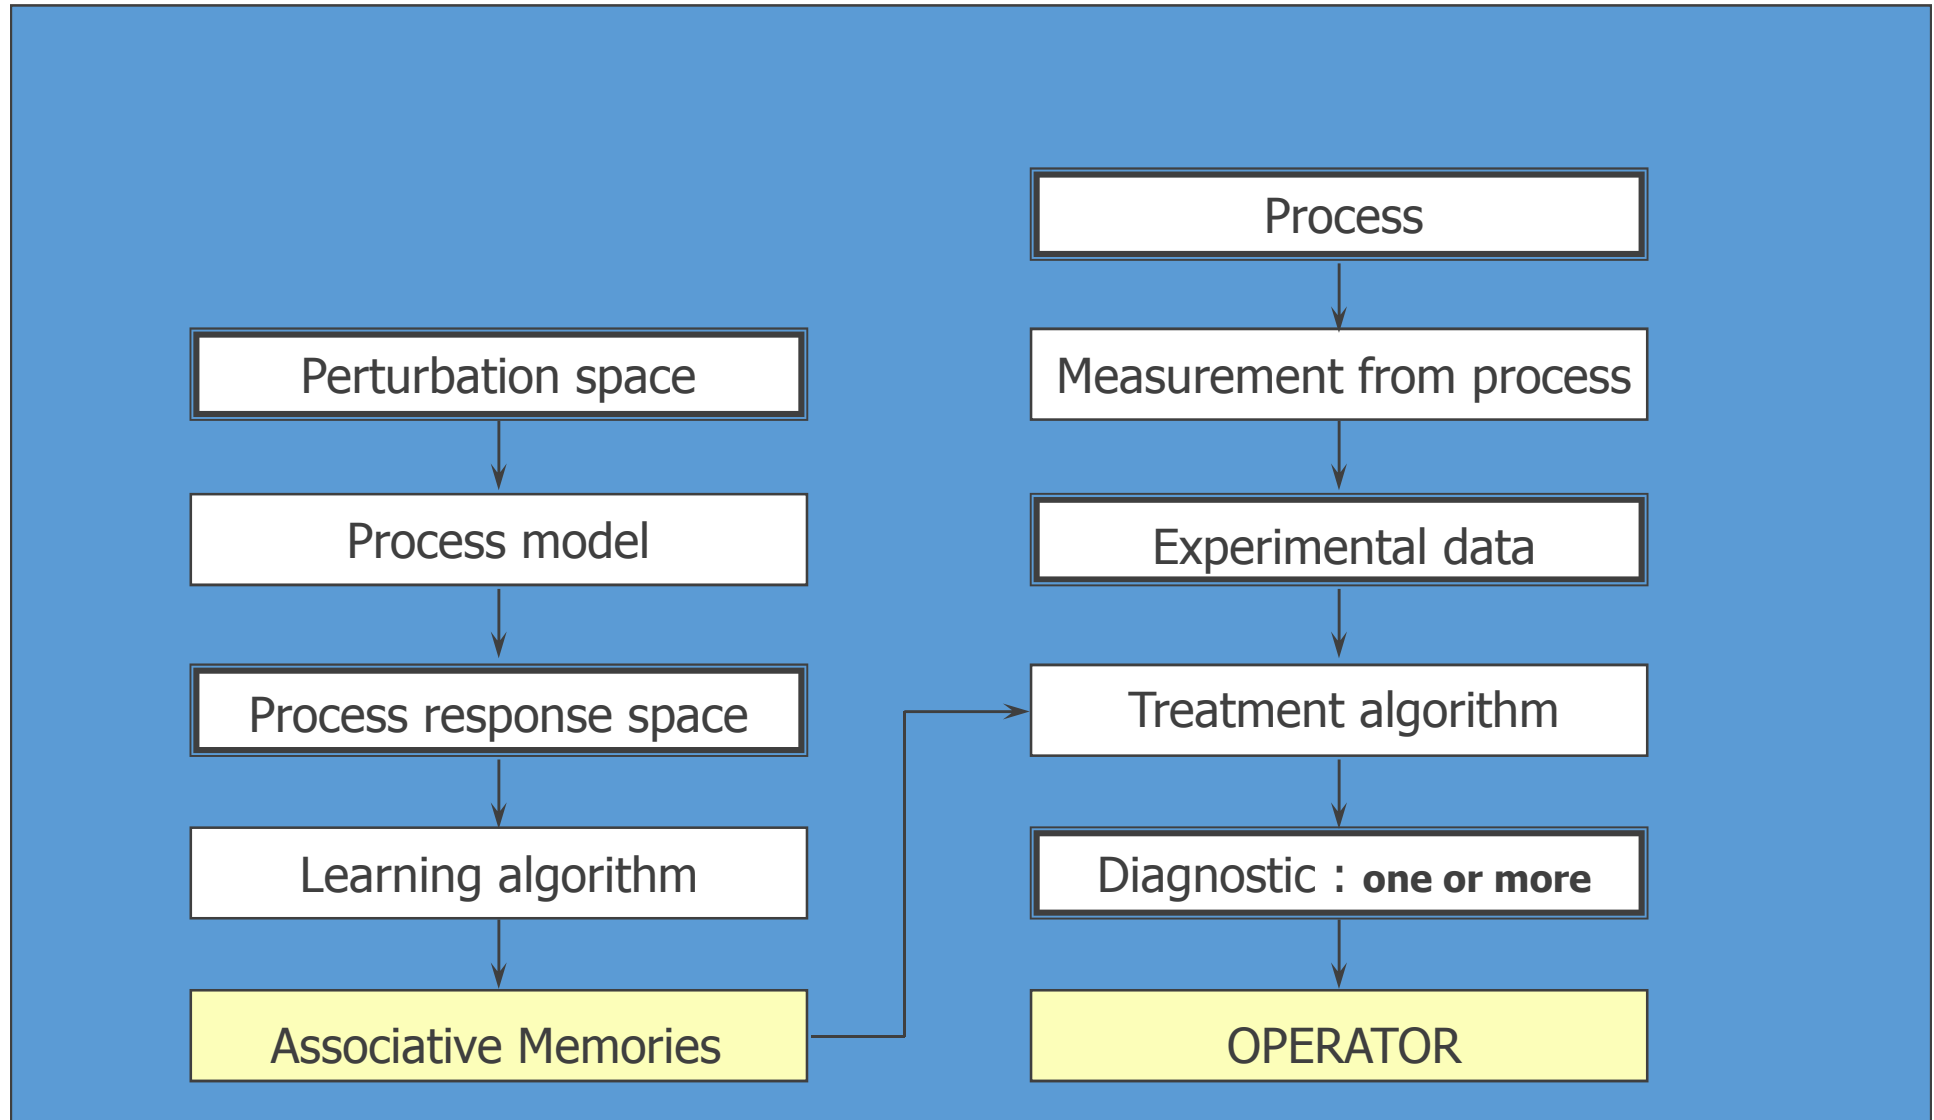 Perturbation space
Process model
Process response space
Learning algorithm
Associative Memories
Process
Measurement from process
Experimental data
Treatment algorithm
Diagnostic : one or more
OPERATOR